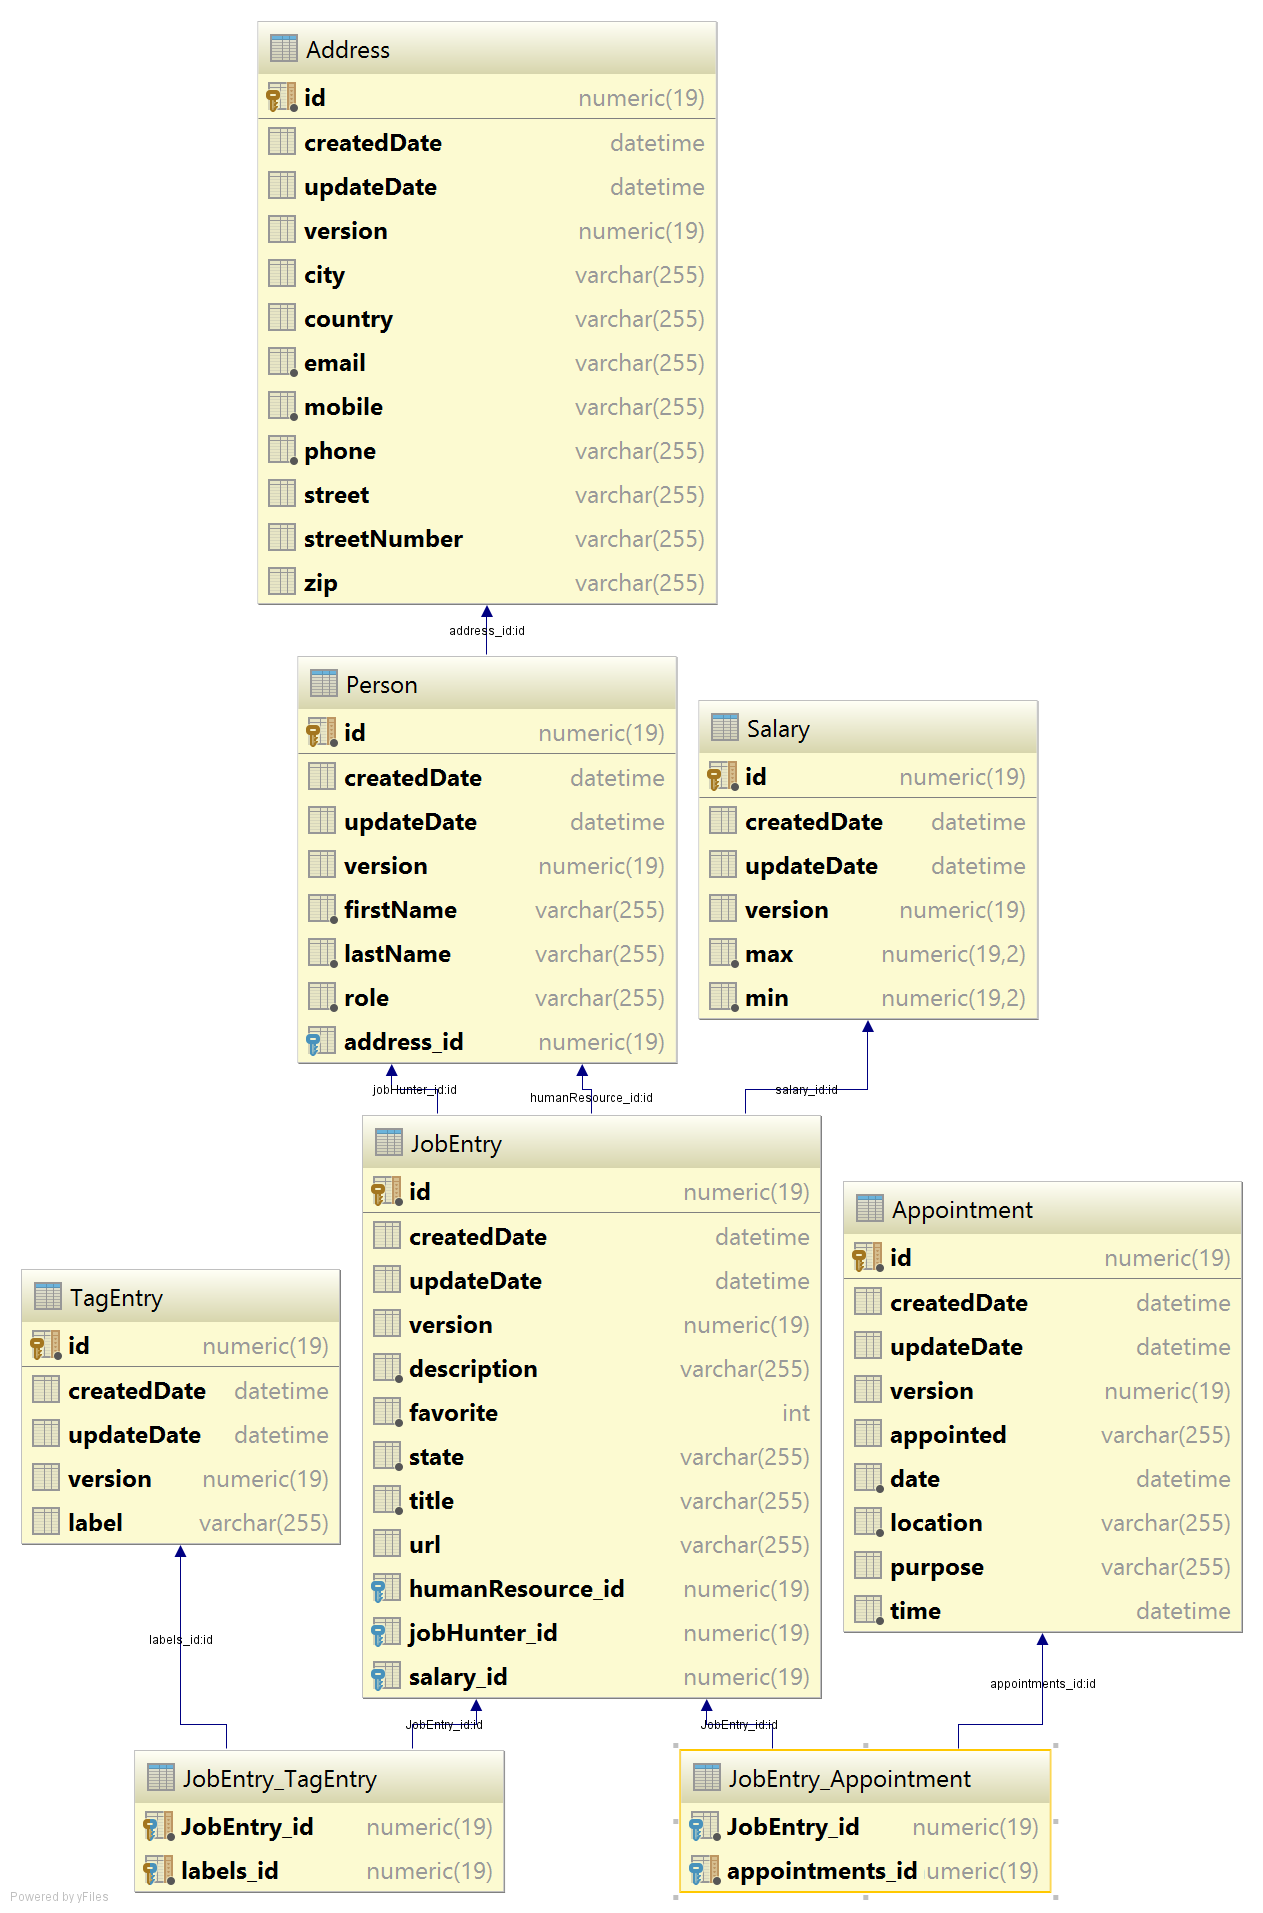 Address
id numeric(19)
createdDate datetime
updateDate datetime
version numeric(19)
city varchar(255)
country varchar(255)
email varchar(255)
mobile varchar(255)
phone varchar(255)
street varchar(255)
streetNumber varchar(255)
zip varchar(255)
address_id:id
Person
id numeric(19)
createdDate datetime
updateDate datetime
version numeric(19)
firstName varchar(255)
lastName varchar(255)
role varchar(255)
address_id numeric(19)
Salary
id numeric(19)
createdDate datetime
updateDate datetime
version numeric(19)
max numeric(19,2)
min numeric(19,2)
jobHunter_id:id
humanResource_id:id
salary_id:id
JobEntry
id numeric(19)
createdDate datetime
updateDate datetime
version numeric(19)
description varchar(255)
favorite int
state varchar(255)
title varchar(255)
url varchar(255)
humanResource_id numeric(19)
jobHunter_id numeric(19)
salary_id numeric(19)
Appointment
id numeric(19)
createdDate datetime
updateDate datetime
version numeric(19)
appointed varchar(255)
date datetime
location varchar(255)
purpose varchar(255)
time datetime
TagEntry
id numeric(19)
createdDate datetime
updateDate datetime
version numeric(19)
label varchar(255)
labels_id:id
appointments_id:id
JobEntry_id:id
JobEntry_id:id
JobEntry_TagEntry
JobEntry_id numeric(19)
labels_id numeric(19)
JobEntry_Appointment
JobEntry_id numeric(19)
appointments_id umeric(19)
Powered by yFiles